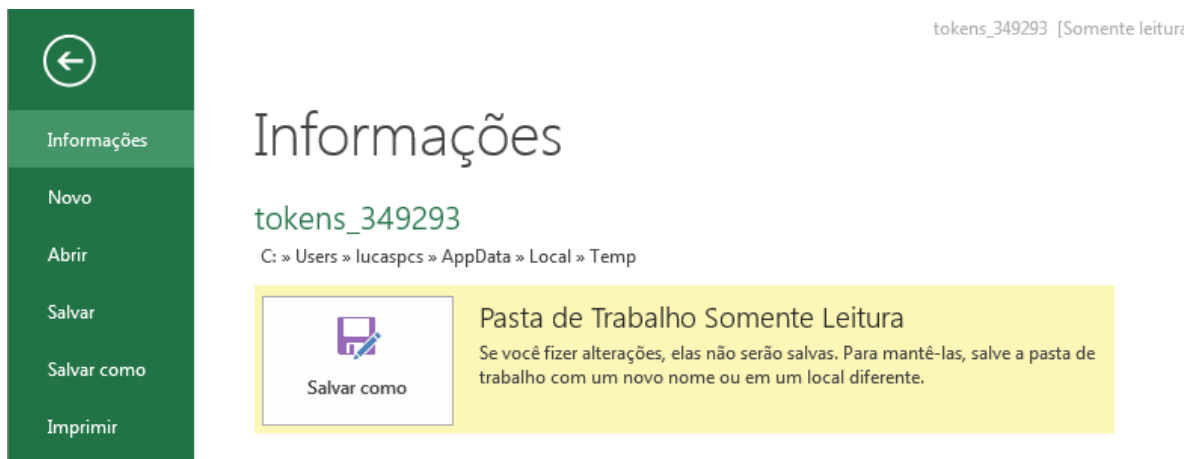 tokens_349293 [Somente leitura
Informações
Novo
Abrir
Salvar
Salvar como
Imprimir
Informações
tokens_349293
C: » Users » lucaspcs » AppData » Local » Temp
Salvar como
Pasta de Trabalho Somente Leitura
Se você fizer alterações, elas não serão salvas. Para mantê-las, salve a pasta de
trabalho com um novo nome ou em um local diferente.